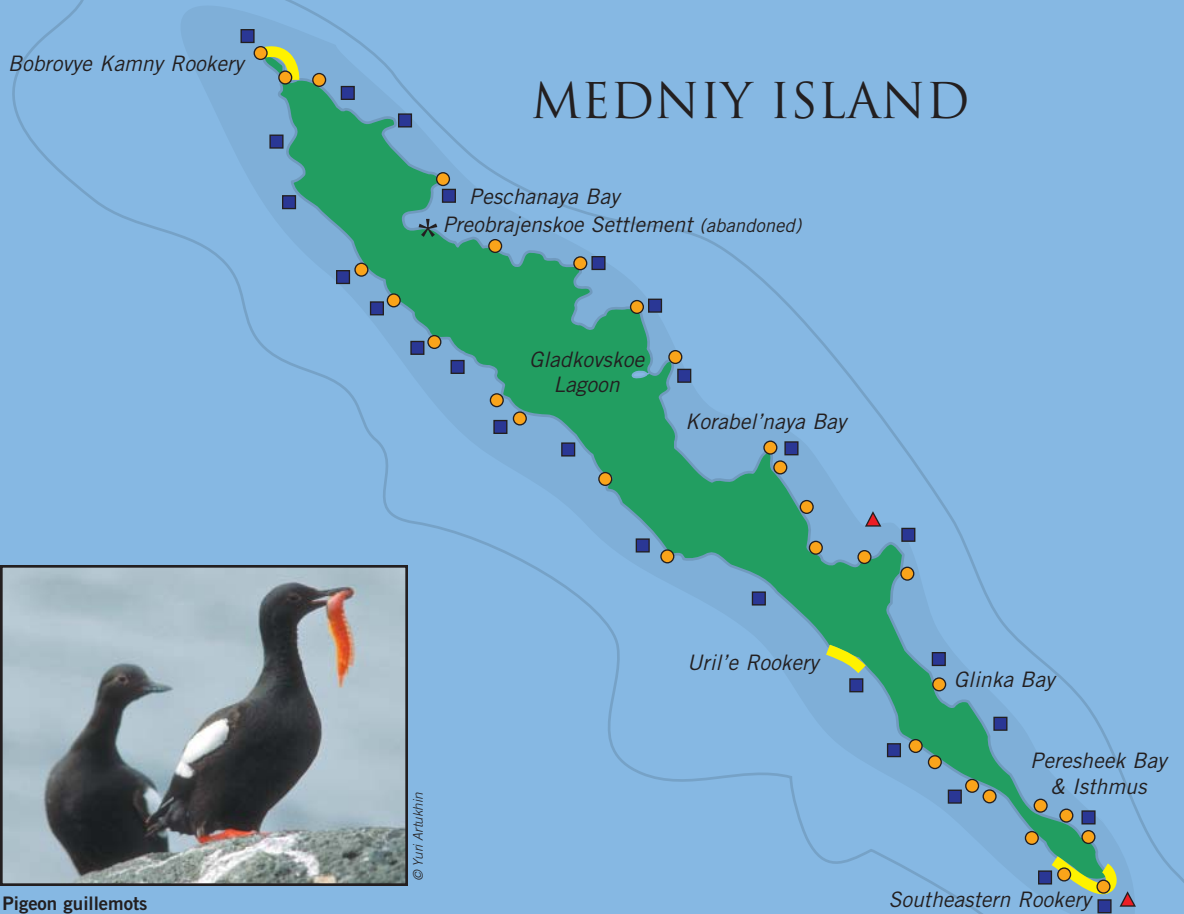 MEDNIY ISLAND
Bobrovye Kamny Rookery
Peschanaya Bay
* Preobrajenskoe Settlement (abandoned)
Gladkovskoe
Lagoon
Korabel'naya Bay
Uril'e Rookery
Glinka Bay
Peresheek Bay
& Isthmus
Southeastern Rookery
© Yuri Artukhin
Pigeon guillemots